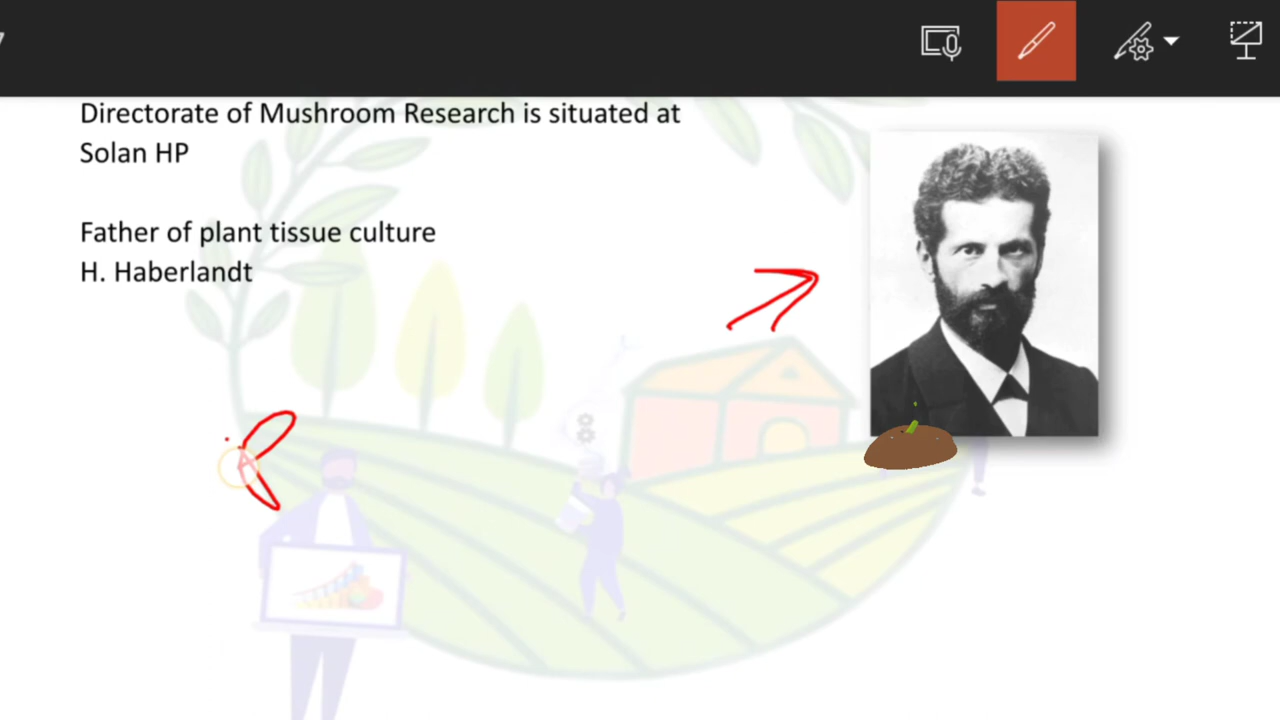 Directorate of Mushroom Research is situated at
Solan HP
Father of plant tissue culture
H. Haberlandt